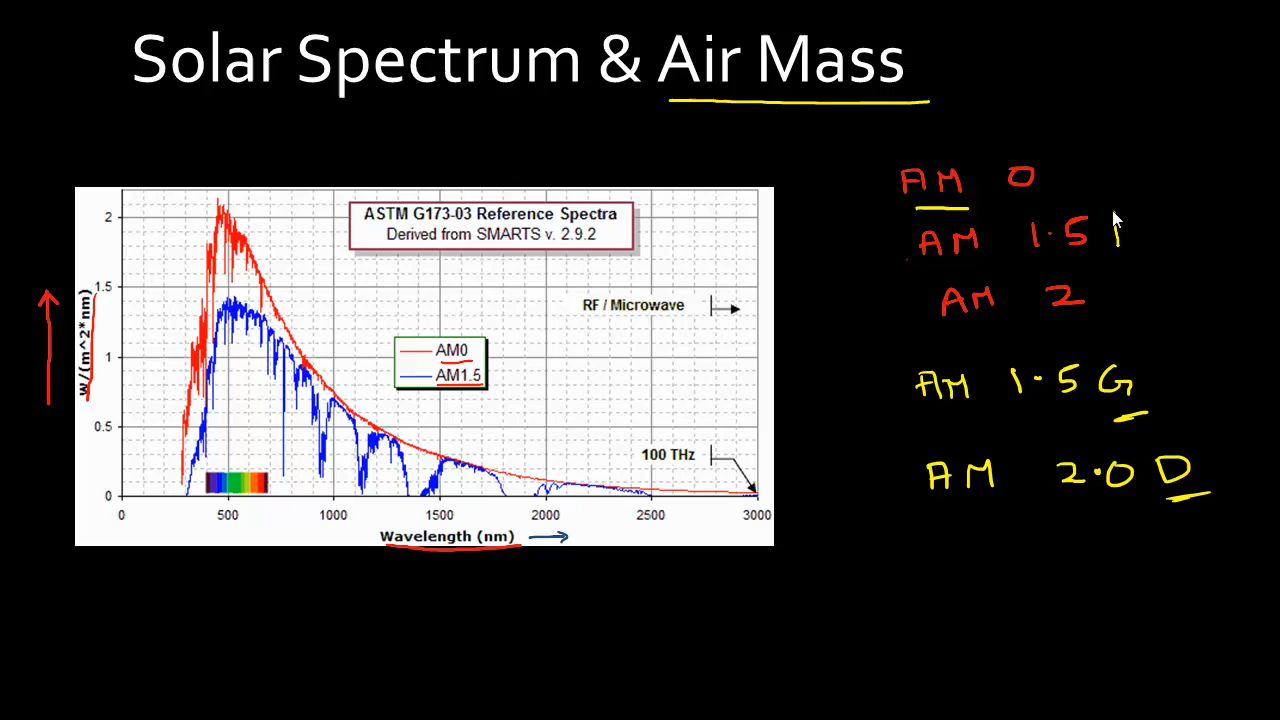 Solar Spectrum & Air Mass
ASTM G173-03 Reference Spectra
Derived from SMARTS v. 2.9.2
RF / Microwave
AM0
AM1.5
100 THz
W/(m^2*nm)
2
1.5
1
0.5
0
0 500 1000 1500 2000 2500 3000
Wavelength (nm)
AM 0
AM 1.5
AM 2
AM 1.5 G
AM 2.0 D